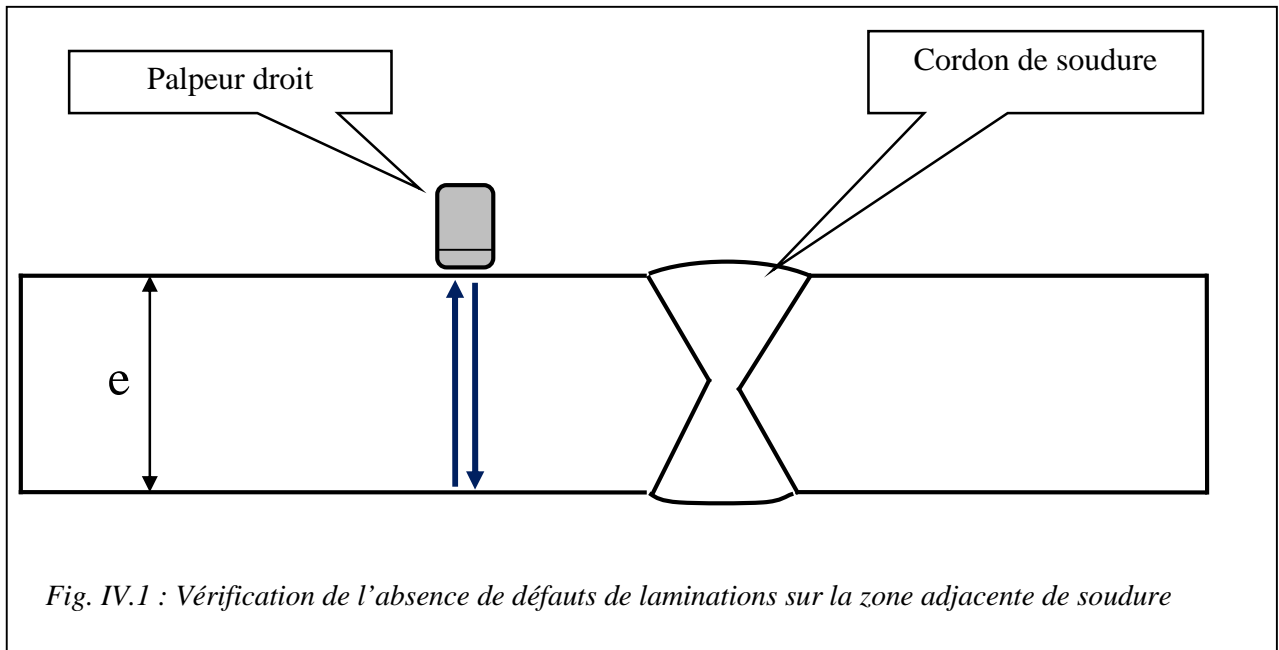 Palpeur droit
Cordon de soudure
e
Fig. IV.1 : Vérification de l’absence de défauts de laminations sur la zone adjacente de soudure